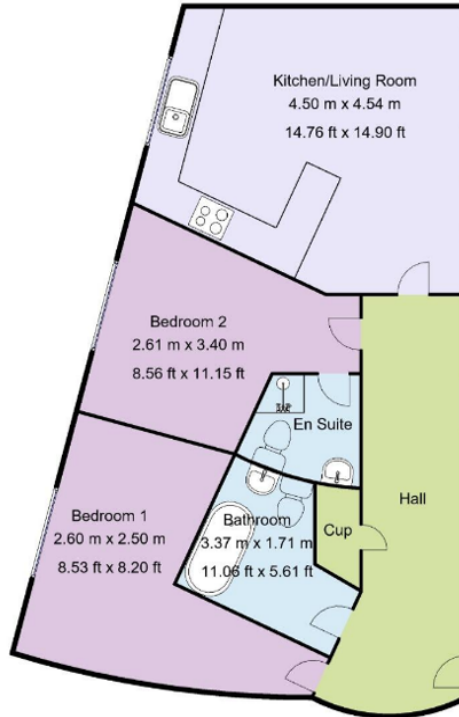 Kitchen/Living Room
4.50 m x 4.54 m
14.76 ft x 14.90 ft
Bedroom 2
2.61 m x 3.40 m
8.56 ft x 11.15 ft
En Suite
Hall
Bedroom 1
2.60 m x 2.50 m
8.53 ft x 8.20 ft
Bathroom
3.37 m x 1.71 m
11.06 ft x 5.61 ft
Cup